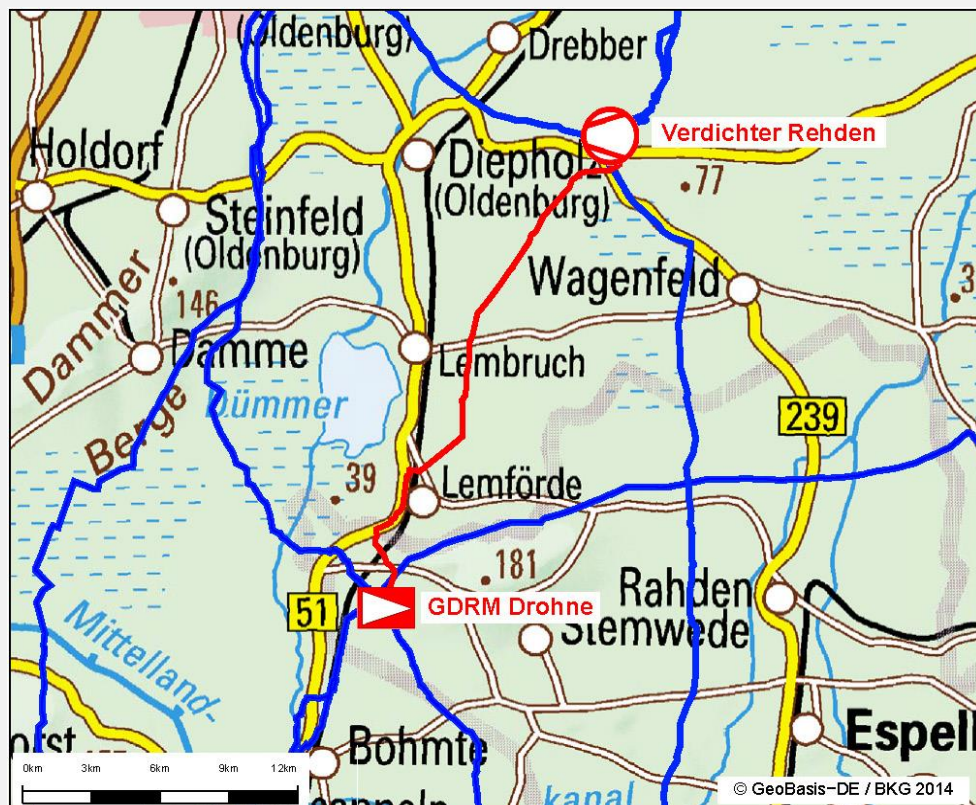 (Oldenburg)
Drebber
Verdichter Rehden
Holdorf
Diepholz
(Oldenburg)
77
Steinfeld
(Oldenburg)
Wagenfeld
146
Dammer
Berge
Damme
Lembruch
Dümmer
239
39
Lemförde
181
Rahden
51
GDRM Drohne
Stemwede
Mittelland-
Bohmte
Espel
orst
kanal
0km 3km 6km 9km 12km
© GeoBasis-DE / BKG 2014